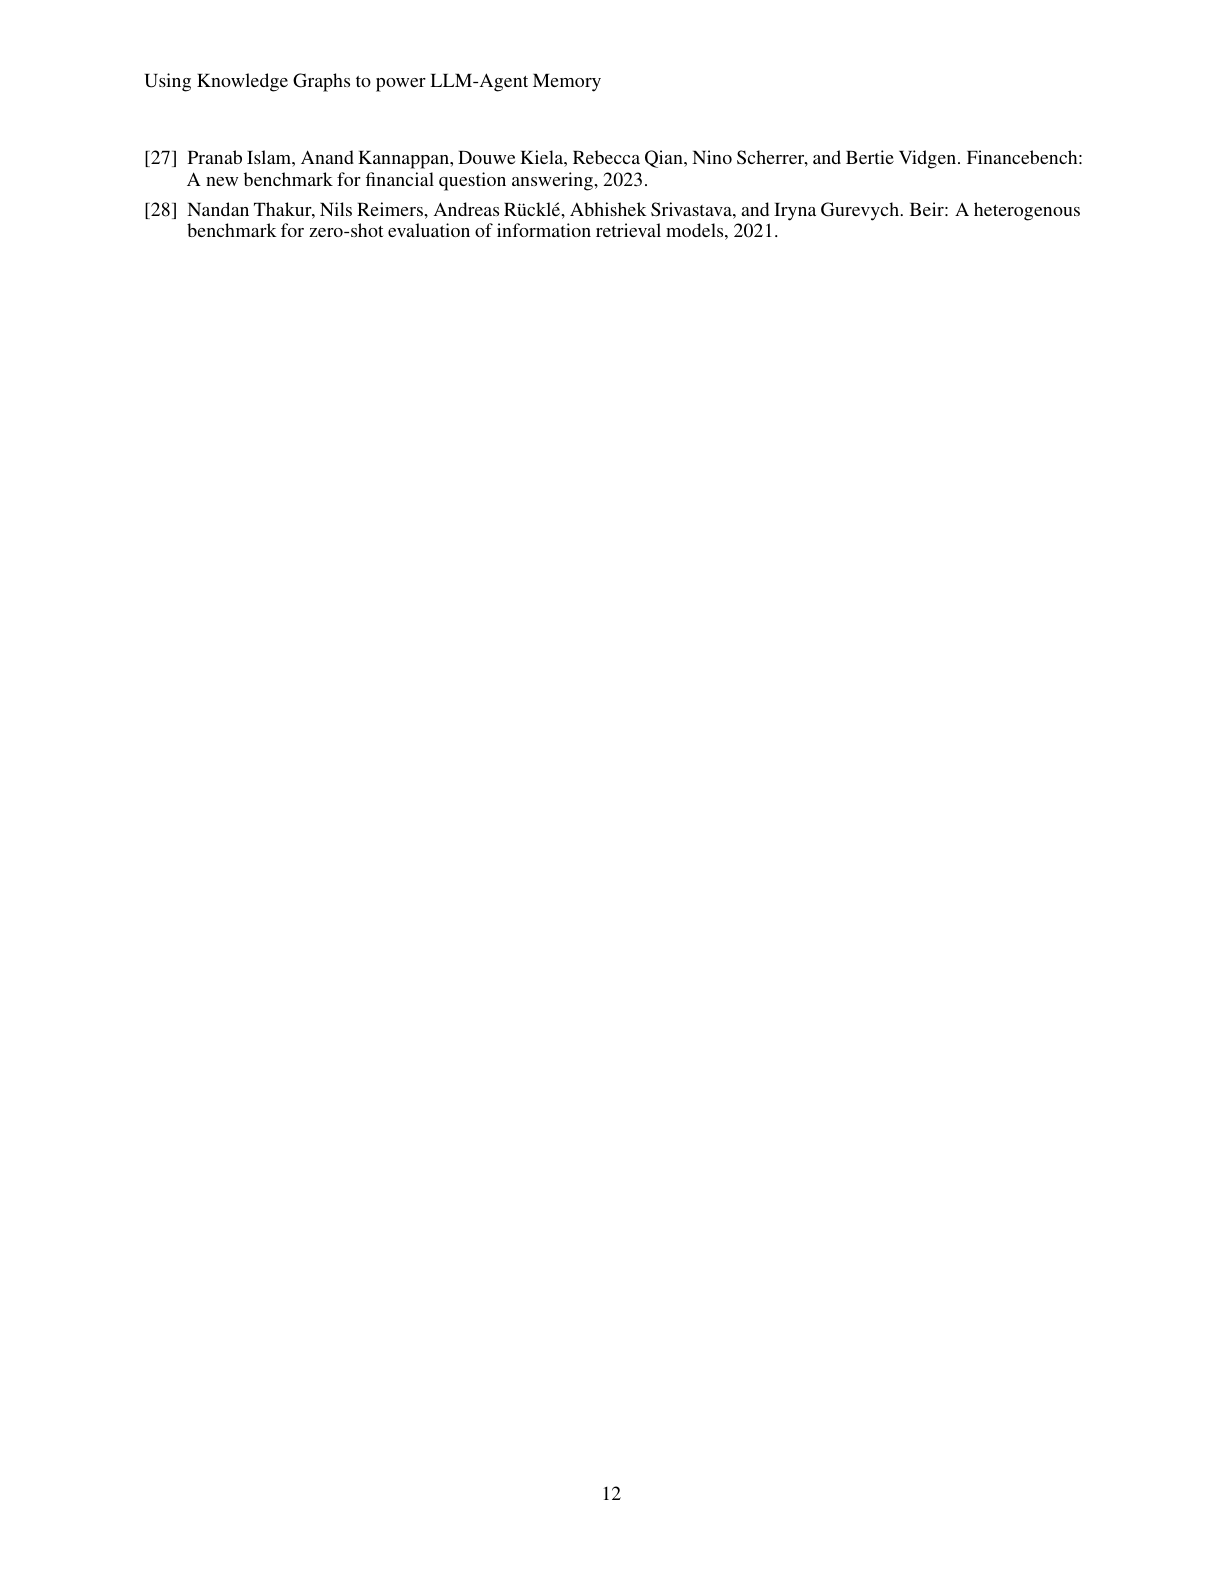 Using Knowledge Graphs to power LLM-Agent Memory
[27] Pranab Islam, Anand Kannappan, Douwe Kiela, Rebecca Qian, Nino Scherrer, and Bertie Vidgen. Financebench:
A new benchmark for financial question answering, 2023.
[28] Nandan Thakur, Nils Reimers, Andreas Rücklé, Abhishek Srivastava, and Iryna Gurevych. Beir: A heterogenous
benchmark for zero-shot evaluation of information retrieval models, 2021.
12